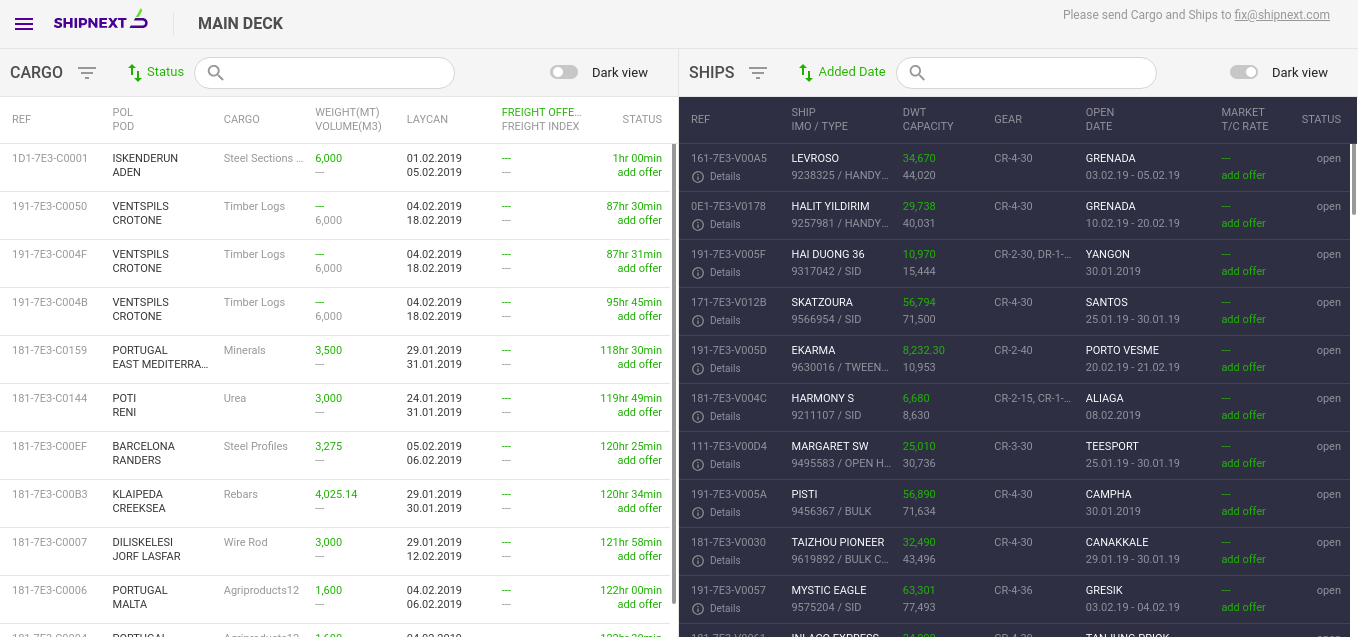 SHIPNEXT
MAIN DECK
Please send Cargo and Ships to fix@shipnext.com
CARGO Status Dark view
REF POL POD CARGO WEIGHT(MT) VOLUME(M3) LAYCAN FREIGHT OFFE... FREIGHT INDEX STATUS
1D1-7E3-C0001 ISKENDERUN Steel Sections ... 6,000 01.02.2019 --- 1hr 00min
ADEN --- 05.02.2019 --- add offer
191-7E3-C0050 VENTSPILS Timber Logs --- 04.02.2019 --- 87hr 30min
CROTONE 6,000 18.02.2019 --- add offer
191-7E3-C004F VENTSPILS Timber Logs --- 04.02.2019 --- 87hr 31min
CROTONE 6,000 18.02.2019 --- add offer
191-7E3-C004B VENTSPILS Timber Logs --- 04.02.2019 --- 95hr 45min
CROTONE 6,000 18.02.2019 --- add offer
181-7E3-C0159 PORTUGAL Minerals 3,500 29.01.2019 --- 118hr 30min
EAST MEDITERRA... --- 31.01.2019 --- add offer
181-7E3-C0144 POTI Urea 3,000 24.01.2019 --- 119hr 49min
RENI --- 31.01.2019 --- add offer
181-7E3-C00EF BARCELONA Steel Profiles 3,275 05.02.2019 --- 120hr 25min
RANDERS --- 06.02.2019 --- add offer
181-7E3-C00B3 KLAIPEDA Rebars 4,025.14 29.01.2019 --- 120hr 34min
CREEKSEA --- 30.01.2019 --- add offer
181-7E3-C0007 DILISKELESI Wire Rod 3,000 29.01.2019 --- 121hr 58min
JORF LASFAR --- 12.02.2019 --- add offer
181-7E3-C0006 PORTUGAL Agriproducts12 1,600 04.02.2019 --- 122hr 00min
MALTA --- 06.02.2019 --- add offer
SHIPS Added Date Dark view
REF SHIP IMO / TYPE DWT CAPACITY GEAR OPEN DATE MARKET T/C RATE STATUS
161-7E3-V00A5 LEVROSO 34,670 CR-4-30 GRENADA --- open
Details 9238325 / HANDY... 44,020 03.02.19 - 05.02.19 add offer
0E1-7E3-V0178 HALIT YILDIRIM 29,738 CR-4-30 GRENADA --- open
Details 9257981 / HANDY... 40,031 10.02.19 - 20.02.19 add offer
191-7E3-V005F HAI DUONG 36 10,970 CR-2-30, DR-1-... YANGON --- open
Details 9317042 / SID 15,444 30.01.2019 add offer
171-7E3-V012B SKATZOURA 56,794 CR-4-30 SANTOS --- open
Details 9566954 / SID 71,500 25.01.19 - 30.01.19 add offer
191-7E3-V005D EKARMA 8,232.30 CR-2-40 PORTO VESME --- open
Details 9630016 / TWEEN... 10,953 20.02.19 - 21.02.19 add offer
181-7E3-V004C HARMONY S 6,680 CR-2-15, CR-1-... ALIAGA --- open
Details 9211107 / SID 8,630 08.02.2019 add offer
111-7E3-V00D4 MARGARET SW 25,010 CR-3-30 TEESPORT --- open
Details 9495583 / OPEN H... 30,736 25.01.19 - 30.01.19 add offer
191-7E3-V005A PISTI 56,890 CR-4-30 CAMPHA --- open
Details 9456367 / BULK 71,634 30.01.2019 add offer
181-7E3-V0030 TAIZHOU PIONEER 32,490 CR-4-30 CANAKKALE --- open
Details 9619892 / BULK C... 43,496 29.01.19 - 30.01.19 add offer
191-7E3-V0057 MYSTIC EAGLE 63,301 CR-4-36 GRESIK --- open
Details 9575204 / SID 77,493 03.02.19 - 04.02.19 add offer